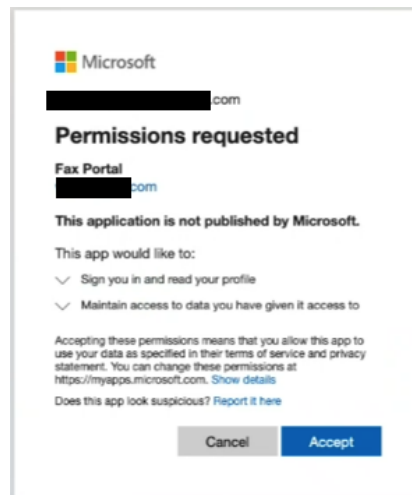 Microsoft
.com
Permissions requested
Fax Portal
com
This application is not published by Microsoft.
This app would like to:
Sign you in and read your profile
Maintain access to data you have given it access to
Accepting these permissions means that you allow this app to
use your data as specified in their terms of service and privacy
statement. You can change these permissions at
https://myapps.microsoft.com. Show details
Does this app look suspicious? Report it here
Cancel Accept